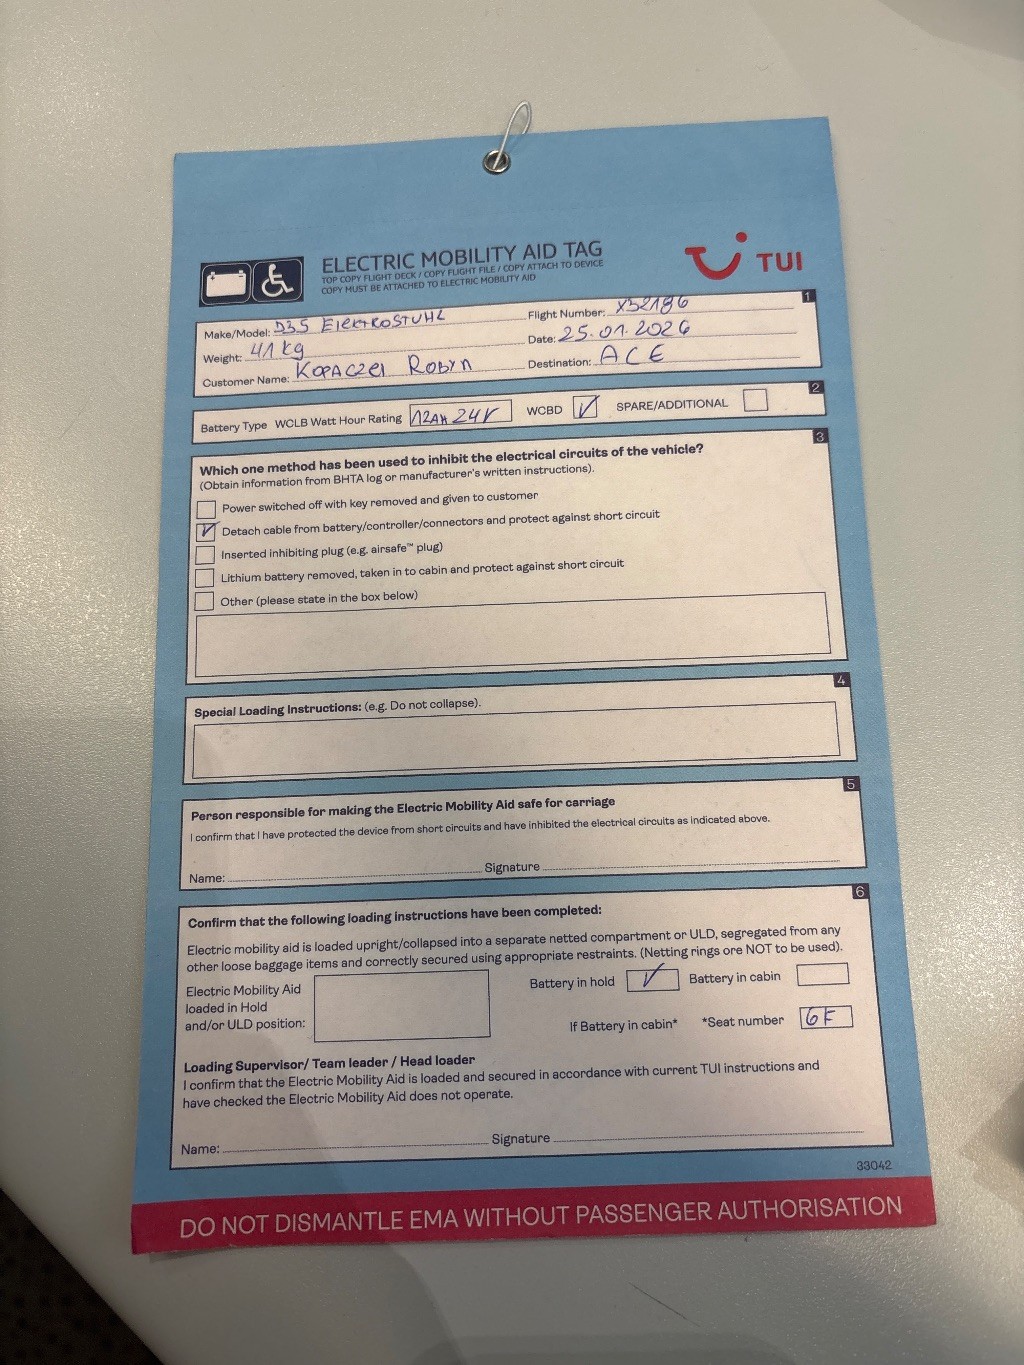 ELECTRIC MOBILITY AID TAG
TOP COPY FLIGHT DECK / COPY FLIGHT FILE / COPY ATTACH TO DEVICE
COPY MUST BE ATTACHED TO ELECTRIC MOBILITY AID
TUI
1
Make/Model: D35 ElEKTROSTUHL
Flight Number: X32186
Weight: 41 kg
Date: 25.01.2026
Customer Name: KOPACZEI ROBYN
Destination: ACE
2
Battery Type WCLB Watt Hour Rating 12AH 24V WCBD ✓ SPARE/ADDITIONAL
3
Which one method has been used to inhibit the electrical circuits of the vehicle?
(Obtain information from BHTA log or manufacturer's written instructions).
Power switched off with key removed and given to customer
✓ Detach cable from battery/controller/connectors and protect against short circuit
Inserted inhibiting plug (e.g. airsafe™ plug)
Lithium battery removed, taken in to cabin and protect against short circuit
Other (please state in the box below)
4
Special Loading Instructions: (e.g. Do not collapse).
5
Person responsible for making the Electric Mobility Aid safe for carriage
I confirm that I have protected the device from short circuits and have inhibited the electrical circuits as indicated above.
Name: Signature
6
Confirm that the following loading instructions have been completed:
Electric mobility aid is loaded upright/collapsed into a separate netted compartment or ULD, segregated from any
other loose baggage items and correctly secured using appropriate restraints. (Netting rings are NOT to be used).
Electric Mobility Aid
loaded in Hold
and/or ULD position:
Battery in hold ✓ Battery in cabin
If Battery in cabin* *Seat number 6F
Loading Supervisor/ Team leader / Head loader
I confirm that the Electric Mobility Aid is loaded and secured in accordance with current TUI instructions and
have checked the Electric Mobility Aid does not operate.
Name: Signature
33042
DO NOT DISMANTLE EMA WITHOUT PASSENGER AUTHORISATION